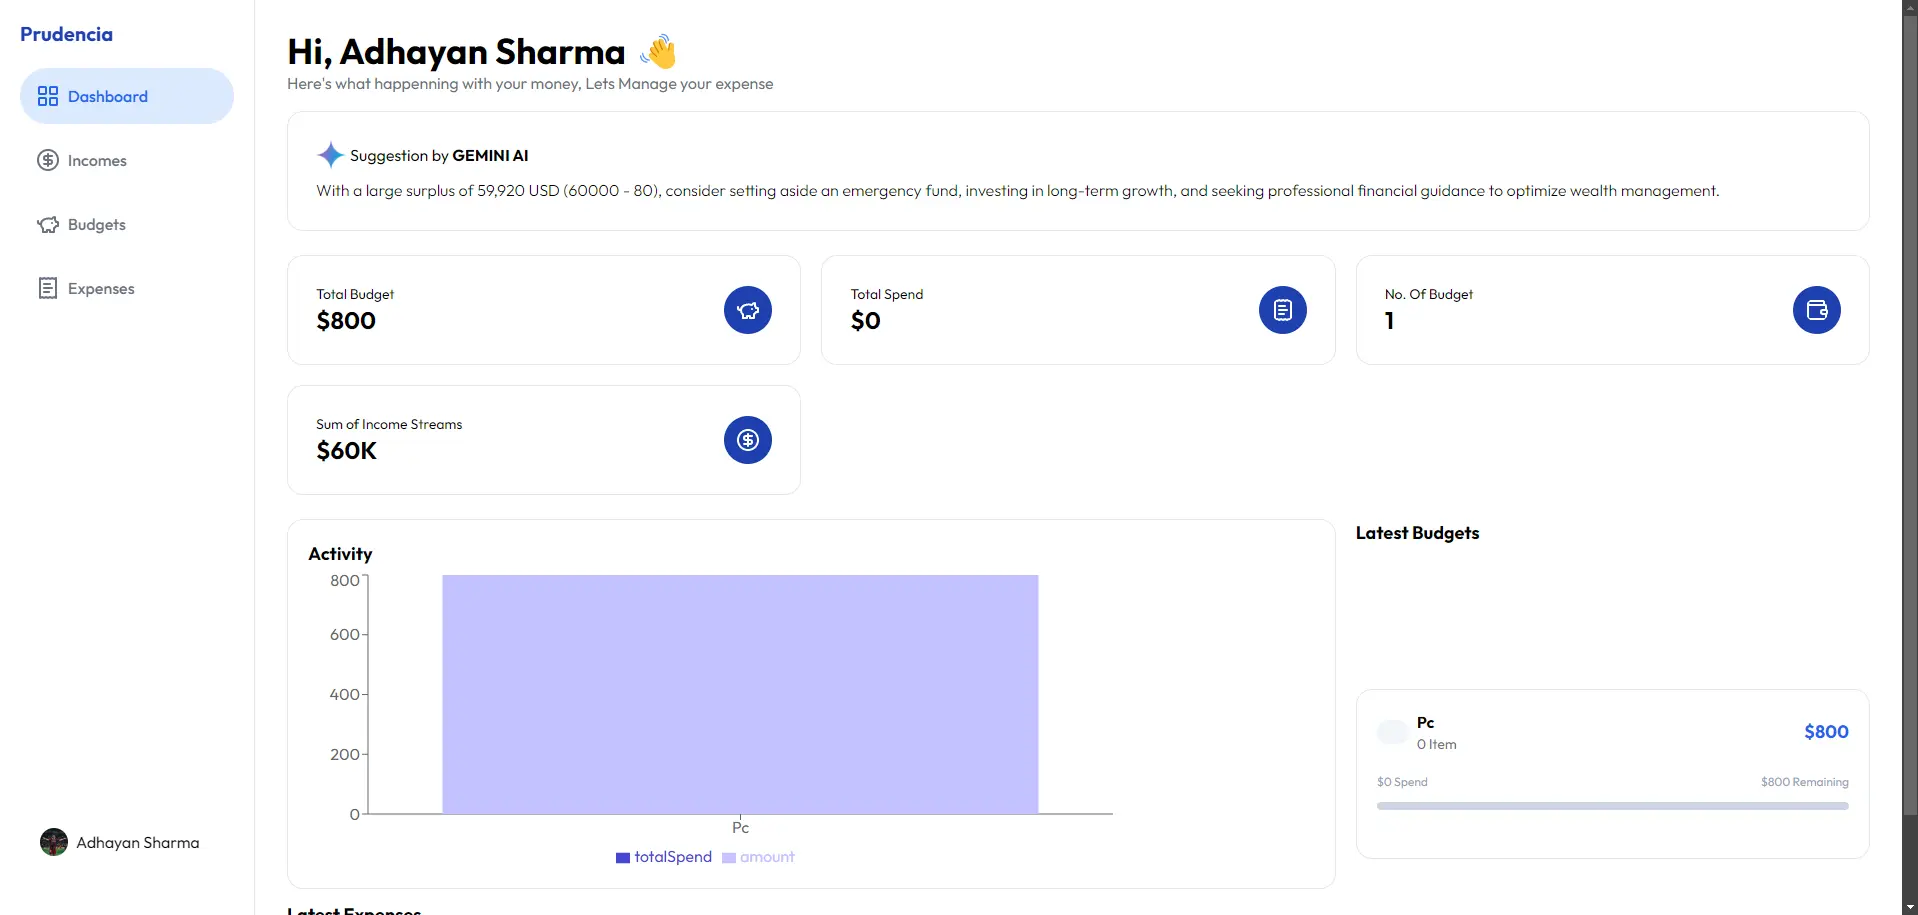 Prudencia
Dashboard
Incomes
Budgets
Expenses
Adhayan Sharma
Hi, Adhayan Sharma 👋
Here's what happenning with your money, Lets Manage your expense
Suggestion by GEMINI AI
With a large surplus of 59,920 USD (60000 - 80), consider setting aside an emergency fund, investing in long-term growth, and seeking professional financial guidance to optimize wealth management.
Total Budget
$800
Total Spend
$0
No. Of Budget
1
Sum of Income Streams
$60K
Activity
800
600
400
200
0
Pc
totalSpend amount
Latest Budgets
Pc
0 Item
$800
$0 Spend
$800 Remaining
Latest Expenses